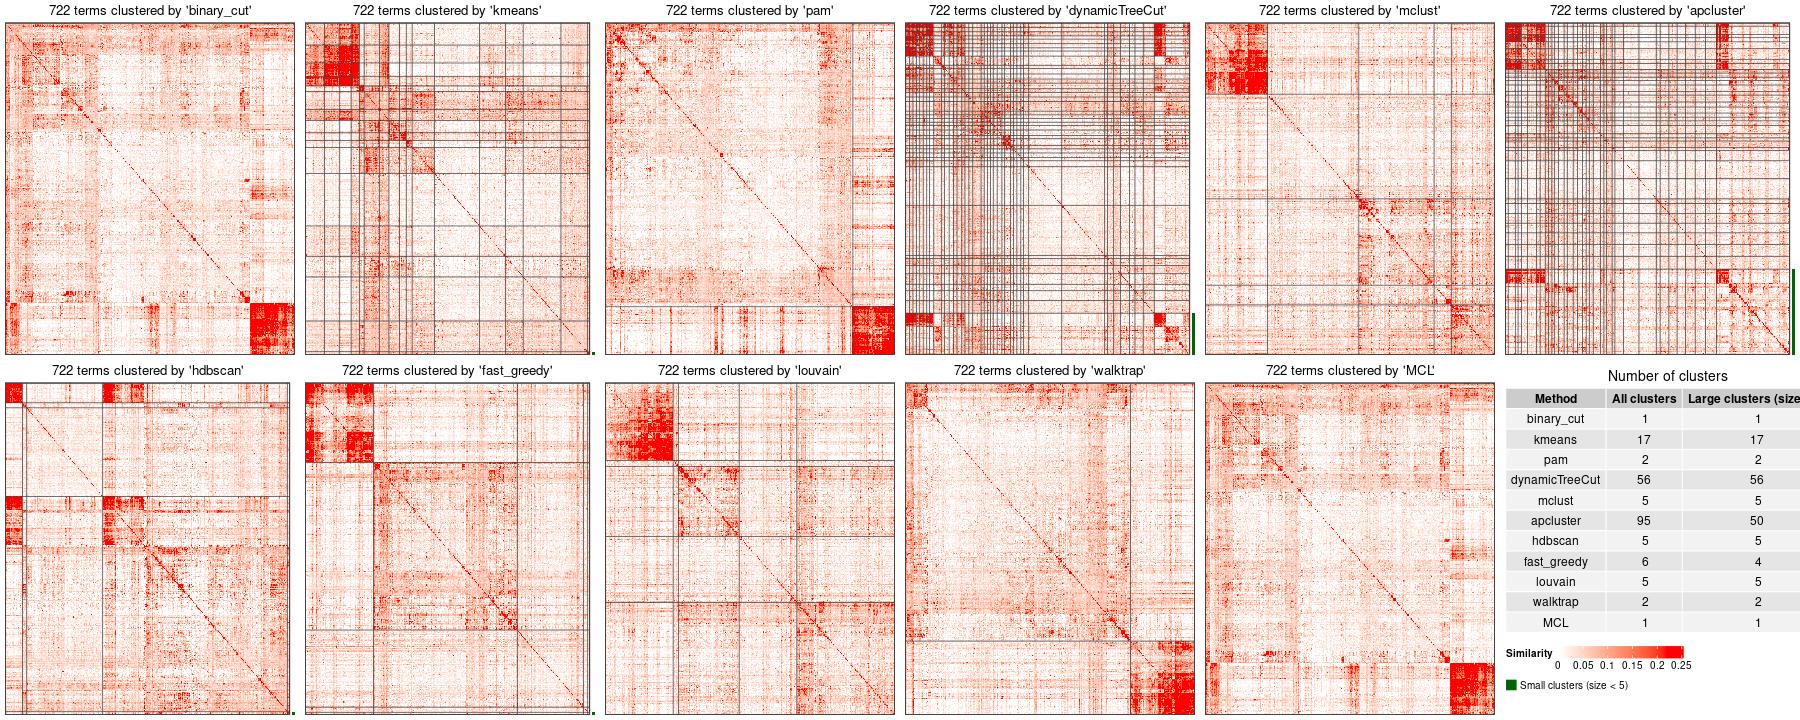 722 terms clustered by 'binary_cut'
722 terms clustered by 'kmeans'
722 terms clustered by 'pam'
722 terms clustered by 'dynamicTreeCut'
722 terms clustered by 'mclust'
722 terms clustered by 'apcluster'
722 terms clustered by 'hdbscan'
722 terms clustered by 'fast_greedy'
722 terms clustered by 'louvain'
722 terms clustered by 'walktrap'
722 terms clustered by 'MCL'
Number of clusters
Method All clusters Large clusters (size
binary_cut 1 1
kmeans 17 17
pam 2 2
dynamicTreeCut 56 56
mclust 5 5
apcluster 95 50
hdbscan 5 5
fast_greedy 6 4
louvain 5 5
walktrap 2 2
MCL 1 1
Similarity
0 0.05 0.1 0.15 0.2 0.25
Small clusters (size < 5)